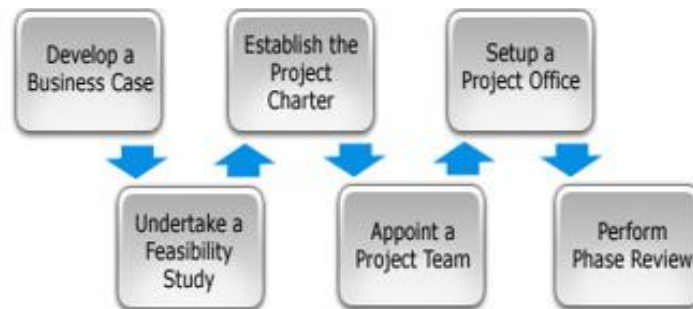 Develop a
Business Case
Undertake a
Feasibility
Study
Establish the
Project
Charter
Appoint a
Project Team
Setup a
Project Office
Perform
Phase Review